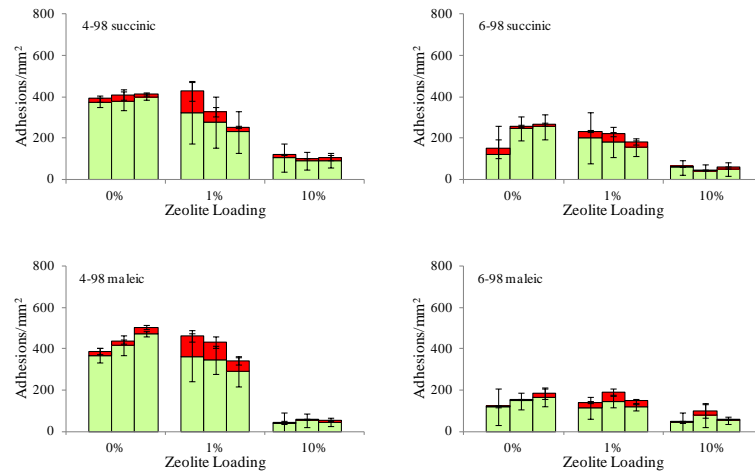 4-98 succinic
Adhesions/mm²
800
600
400
200
0
0% 1% 10%
Zeolite Loading
6-98 succinic
Adhesions/mm²
800
600
400
200
0
0% 1% 10%
Zeolite Loading
4-98 maleic
Adhesions/mm²
800
600
400
200
0
0% 1% 10%
Zeolite Loading
6-98 maleic
Adhesions/mm²
800
600
400
200
0
0% 1% 10%
Zeolite Loading